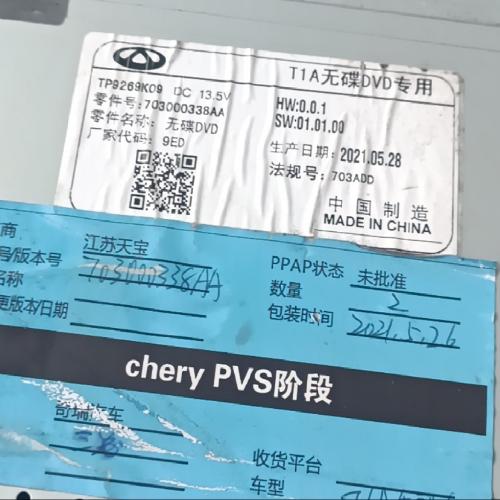 T1A无碟DVD专用
TP9269K09 DC 13.5V
零件号:703000338AA
零件名称:无碟DVD
厂家代码:9ED
HW:0.0.1
SW:01.01.00
生产日期:2021.05.28
法规号:703ADD
中国制造
MADE IN CHINA
商 江苏天宝
号/版本号 703000338AA
名称
更版本/日期
PPAP状态 未批准
数量 2
包装时间 2021.5.26
chery PVS阶段
奇瑞汽车
收货平台
车型